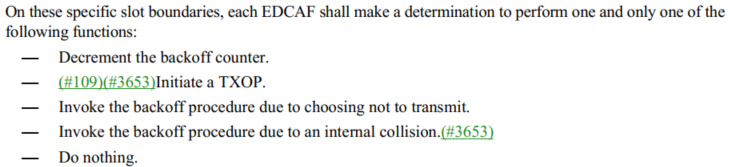 On these specific slot boundaries, each EDCAF shall make a determination to perform one and only one of the
following functions:
— Decrement the backoff counter.
— (#109)(#3653)Initiate a TXOP.
— Invoke the backoff procedure due to choosing not to transmit.
— Invoke the backoff procedure due to an internal collision.(#3653)
— Do nothing.